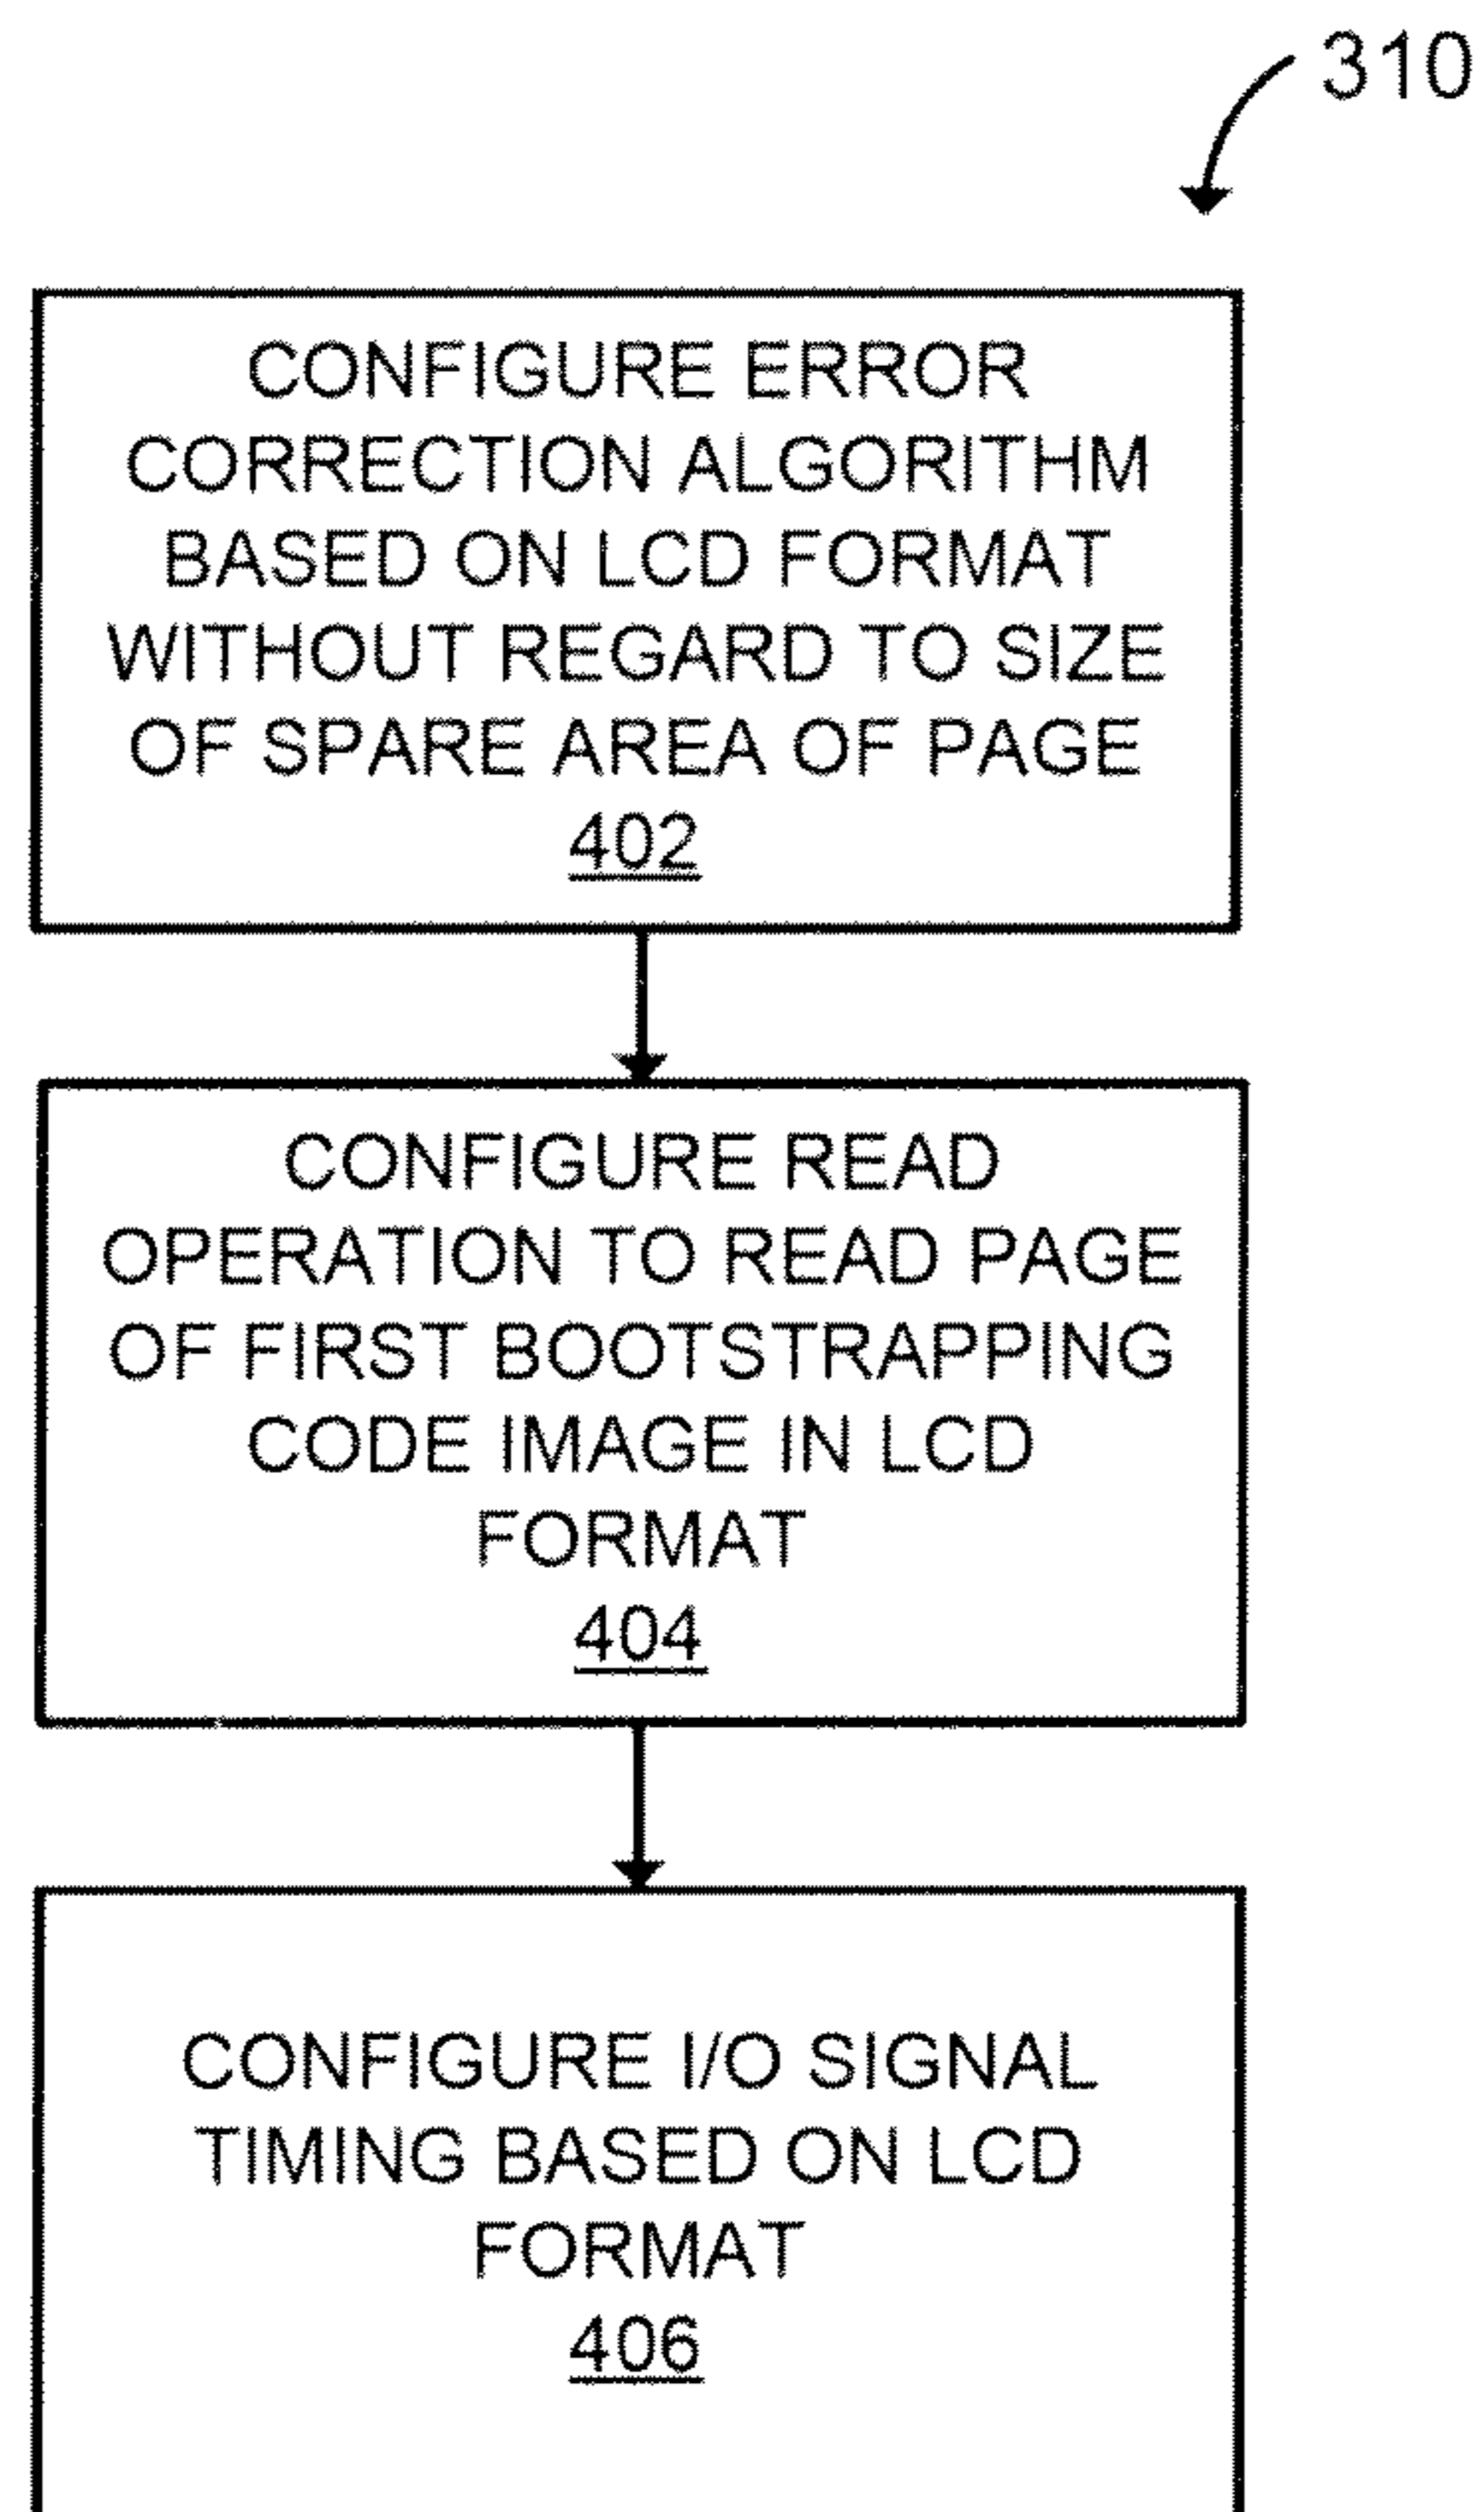 310
CONFIGURE ERROR
CORRECTION ALGORITHM
BASED ON LCD FORMAT
WITHOUT REGARD TO SIZE
OF SPARE AREA OF PAGE
402
CONFIGURE READ
OPERATION TO READ PAGE
OF FIRST BOOTSTRAPPING
CODE IMAGE IN LCD
FORMAT
404
CONFIGURE I/O SIGNAL
TIMING BASED ON LCD
FORMAT
406